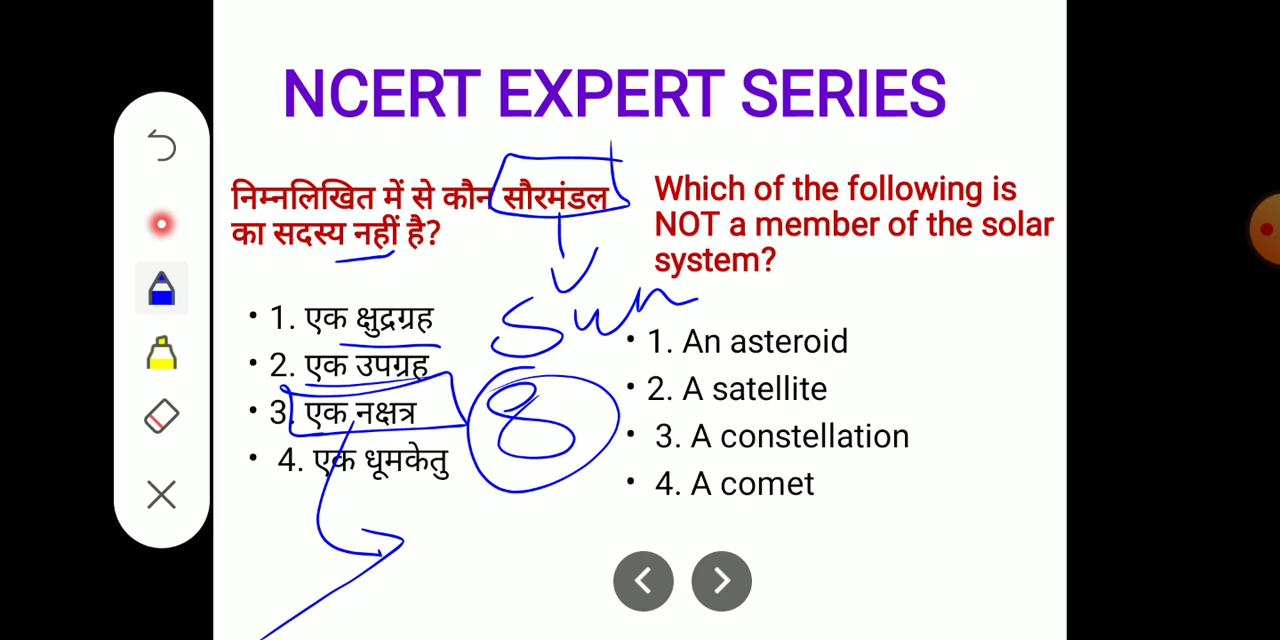 NCERT EXPERT SERIES
निम्नलिखित में से कौन सौरमंडल
का सदस्य नहीं है?
• 1. एक क्षुद्रग्रह
• 2. एक उपग्रह
• 3. एक नक्षत्र
• 4. एक धूमकेतु
Sun
8
Which of the following is
NOT a member of the solar
system?
• 1. An asteroid
• 2. A satellite
• 3. A constellation
• 4. A comet